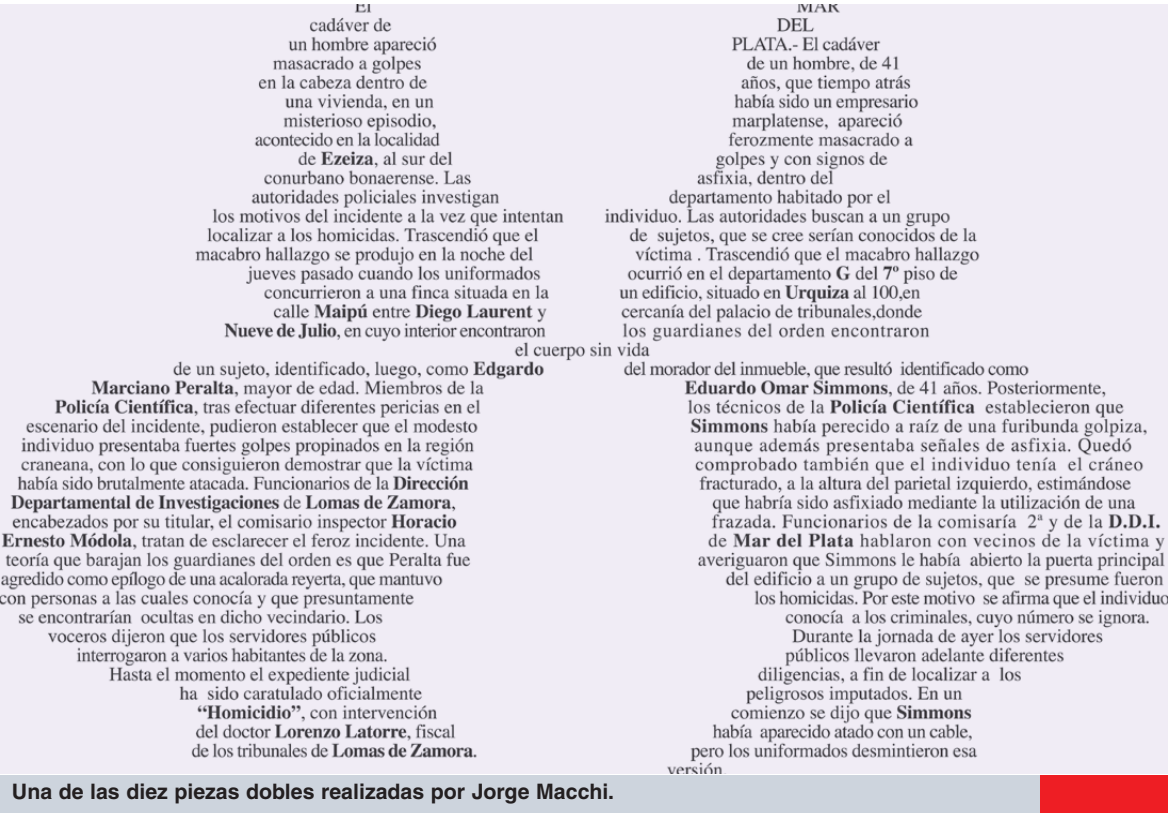 El
cadáver de
un hombre apareció
masacrado a golpes
en la cabeza dentro de
una vivienda, en un
misterioso episodio,
acontecido en la localidad
de Ezeiza, al sur del
conurbano bonaerense. Las
autoridades policiales investigan
los motivos del incidente a la vez que intentan
localizar a los homicidas. Trascendió que el
macabro hallazgo se produjo en la noche del
jueves pasado cuando los uniformados
concurrieron a una finca situada en la
calle Maipú entre Diego Laurent y
Nueve de Julio, en cuyo interior encontraron
el cuerpo sin vida
de un sujeto, identificado, luego, como Edgardo
Marciano Peralta, mayor de edad. Miembros de la
Policía Científica, tras efectuar diferentes pericias en el
escenario del incidente, pudieron establecer que el modesto
individuo presentaba fuertes golpes propinados en la región
craneana, con lo que consiguieron demostrar que la víctima
había sido brutalmente atacada. Funcionarios de la Dirección
Departamental de Investigaciones de Lomas de Zamora,
encabezados por su titular, el comisario inspector Horacio
Ernesto Módola, tratan de esclarecer el feroz incidente. Una
teoría que barajan los guardianes del orden es que Peralta fue
agredido como epílogo de una acalorada reyerta, que mantuvo
con personas a las cuales conocía y que presuntamente
se encontrarían ocultas en dicho vecindario. Los
voceros dijeron que los servidores públicos
interrogaron a varios habitantes de la zona.
Hasta el momento el expediente judicial
ha sido caratulado oficialmente
“Homicidio”, con intervención
del doctor Lorenzo Latorre, fiscal
de los tribunales de Lomas de Zamora.
MAR
DEL
PLATA.- El cadáver
de un hombre, de 41
años, que tiempo atrás
había sido un empresario
marplatense, apareció
ferozmente masacrado a
golpes y con signos de
asfixia, dentro del
departamento habitado por el
individuo. Las autoridades buscan a un grupo
de sujetos, que se cree serían conocidos de la
víctima . Trascendió que el macabro hallazgo
ocurrió en el departamento G del 7º piso de
un edificio, situado en Urquiza al 100,en
cercanía del palacio de tribunales,donde
los guardianes del orden encontraron
del morador del inmueble, que resultó identificado como
Eduardo Omar Simmons, de 41 años. Posteriormente,
los técnicos de la Policía Científica establecieron que
Simmons había perecido a raíz de una furibunda golpiza,
aunque además presentaba señales de asfixia. Quedó
comprobado también que el individuo tenía el cráneo
fracturado, a la altura del parietal izquierdo, estimándose
que habría sido asfixiado mediante la utilización de una
frazada. Funcionarios de la comisaría 2ª y de la D.D.I.
de Mar del Plata hablaron con vecinos de la víctima y
averiguaron que Simmons le había abierto la puerta principal
del edificio a un grupo de sujetos, que se presume fueron
los homicidas. Por este motivo se afirma que el individuo
conocía a los criminales, cuyo número se ignora.
Durante la jornada de ayer los servidores
públicos llevaron adelante diferentes
diligencias, a fin de localizar a los
peligrosos imputados. En un
comienzo se dijo que Simmons
había aparecido atado con un cable,
pero los uniformados desmintieron esa
versión.
Una de las diez piezas dobles realizadas por Jorge Macchi.